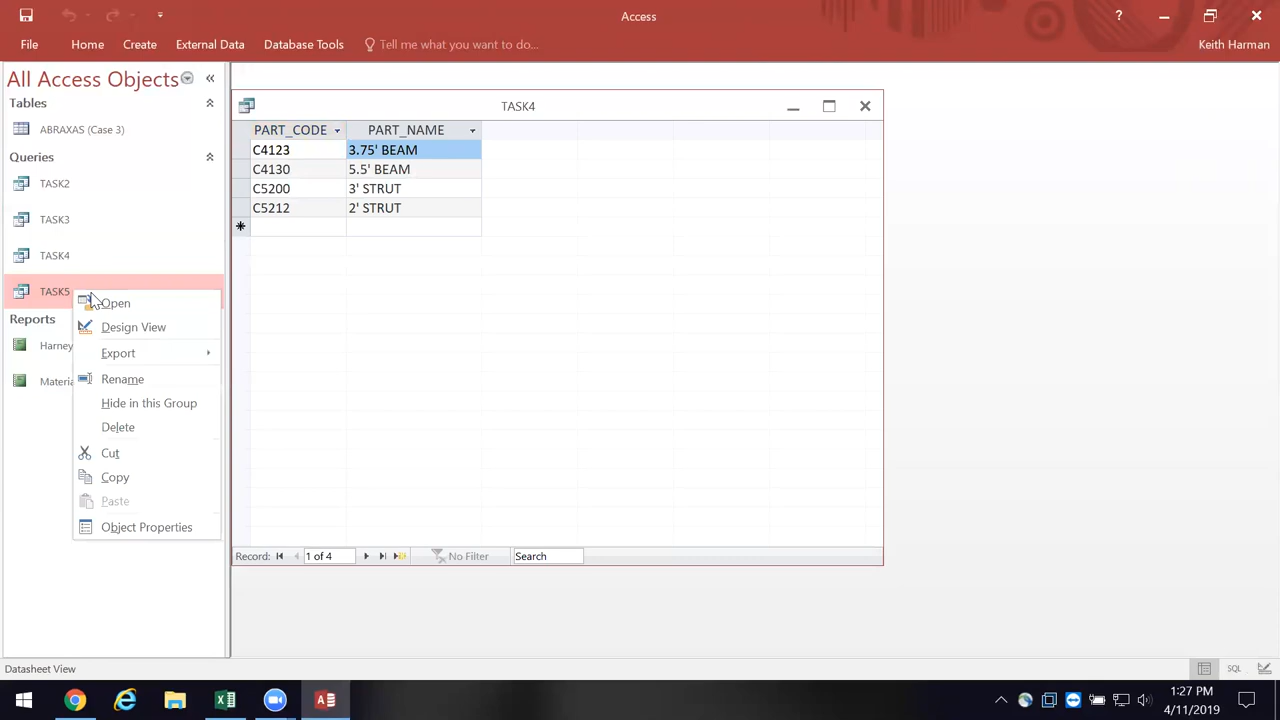 Access
?
File
Home
Create
External Data
Database Tools
Tell me what you want to do...
Keith Harman
All Access Objects
Tables
ABRAXAS (Case 3)
Queries
TASK2
TASK3
TASK4
TASK5
Reports
Harney
Materia
Open
Design View
Export
Rename
Hide in this Group
Delete
Cut
Copy
Paste
Object Properties
TASK4
PART_CODE PART_NAME
C4123 3.75' BEAM
C4130 5.5' BEAM
C5200 3' STRUT
C5212 2' STRUT
Record: 1 of 4 No Filter Search
Datasheet View
SQL
1:27 PM
4/11/2019